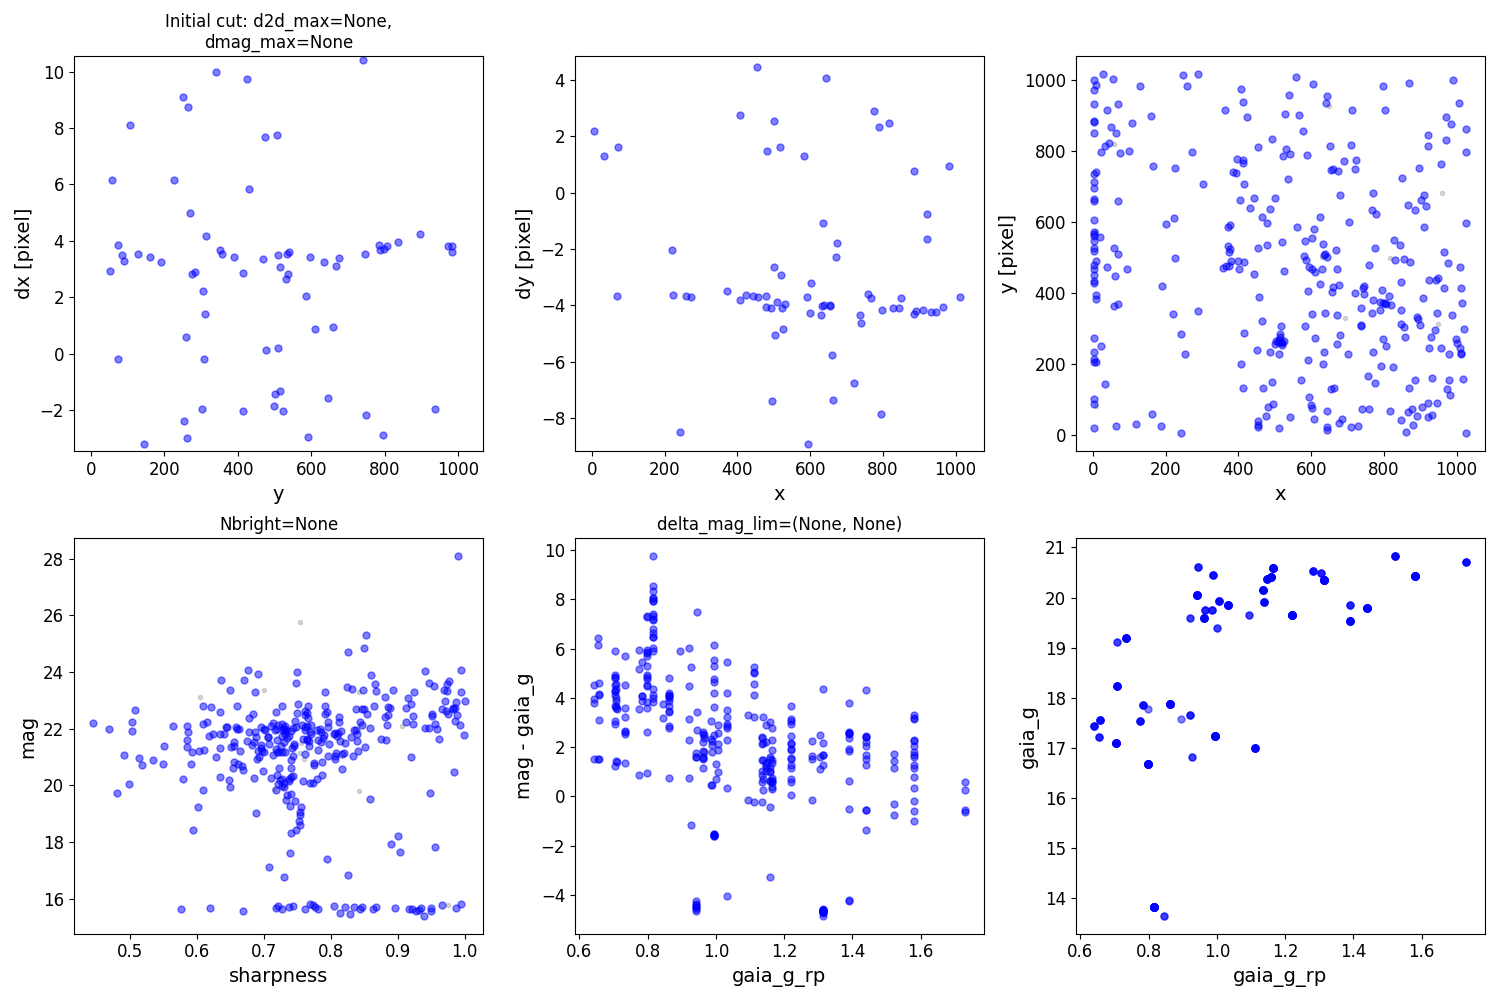 Initial cut: d2d_max=None,
dmag_max=None
10
8
6
4
2
0
−2
dx [pixel]
0 200 400 600 800 1000
y
4
2
0
−2
−4
−6
−8
dy [pixel]
0 200 400 600 800 1000
x
1000
800
600
400
200
0
y [pixel]
0 200 400 600 800 1000
x
Nbright=None
28
26
24
22
20
18
16
mag
0.5 0.6 0.7 0.8 0.9 1.0
sharpness
delta_mag_lim=(None, None)
10
8
6
4
2
0
−2
−4
mag - gaia_g
0.6 0.8 1.0 1.2 1.4 1.6
gaia_g_rp
21
20
19
18
17
16
15
14
gaia_g
0.6 0.8 1.0 1.2 1.4 1.6
gaia_g_rp